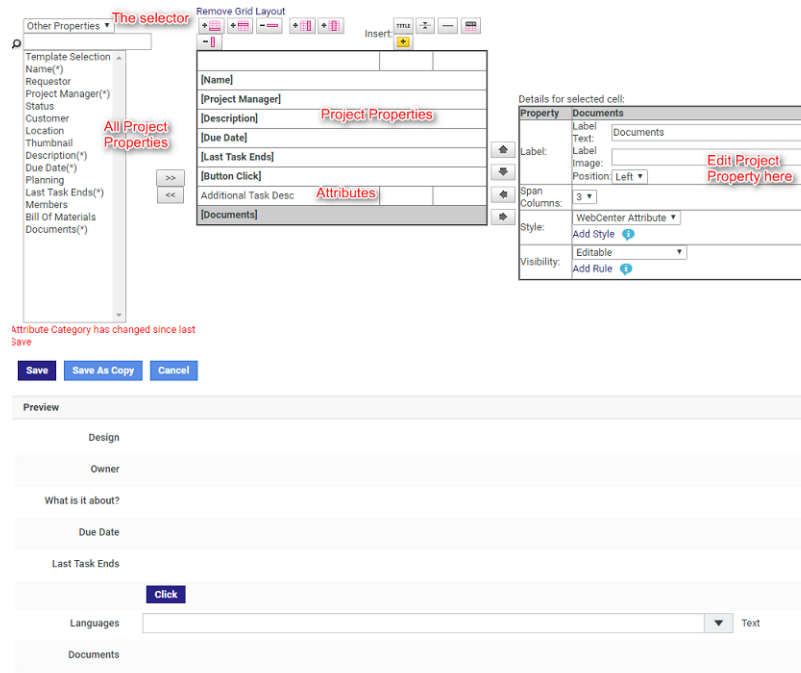 Remove Grid Layout
Other Properties
The selector
Insert:
TITLE
Template Selection
Name(*)
Requestor
Project Manager(*)
Status
Customer
Location
Thumbnail
Description(*)
Due Date(*)
Planning
Last Task Ends(*)
Members
Bill Of Materials
Documents(*)
All Project
Properties
>>
<<
[Name]
[Project Manager]
[Description]
[Due Date]
[Last Task Ends]
[Button Click]
Additional Task Desc
[Documents]
Project Properties
Attributes
Details for selected cell:
Property Documents
Label:
Label Text: Documents
Label Image:
Position: Left
Edit Project
Property here
Span Columns: 3
Style: WebCenter Attribute
Add Style i
Visibility: Editable
Add Rule i
Attribute Category has changed since last
Save
Save Save As Copy Cancel
Preview
Design
Owner
What is it about?
Due Date
Last Task Ends
Click
Languages Text
Documents